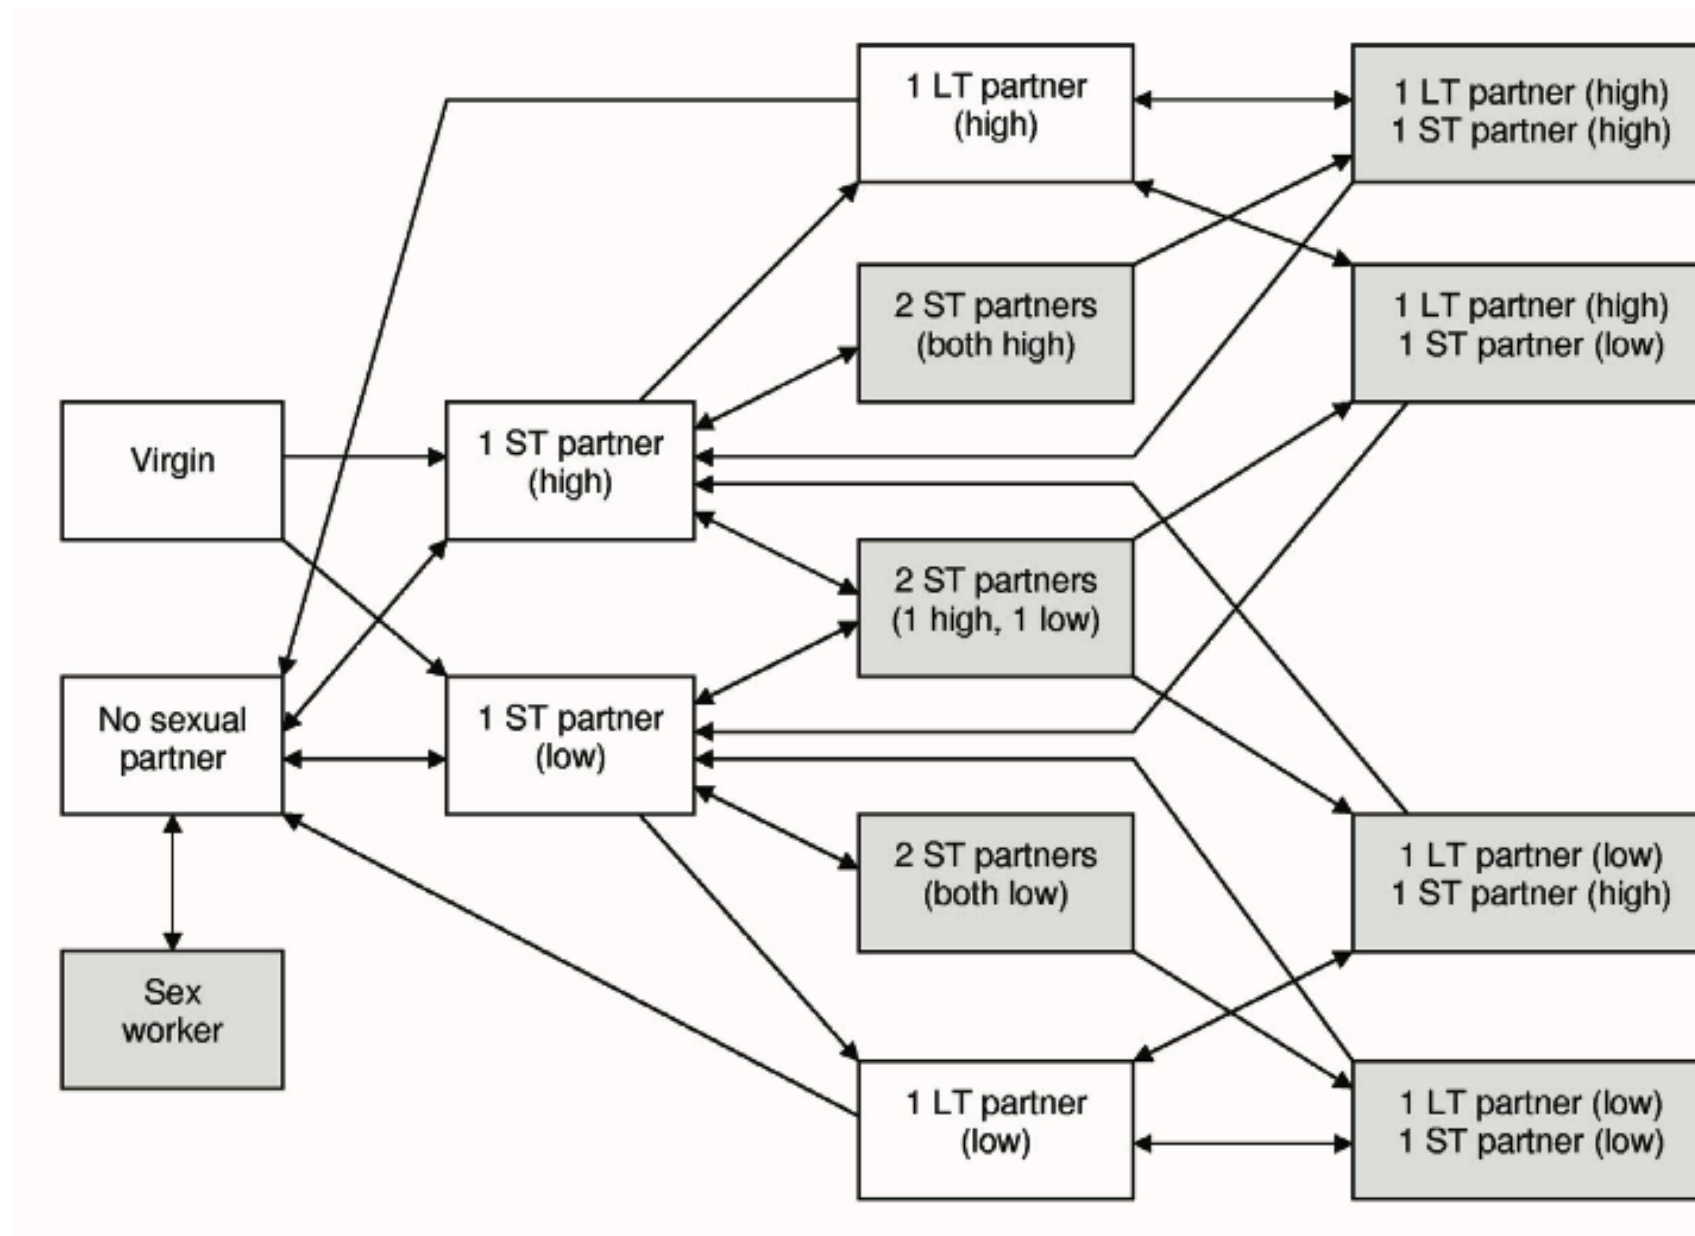 1 LT partner
(high)
1 LT partner (high)
1 ST partner (high)
2 ST partners
(both high)
1 LT partner (high)
1 ST partner (low)
Virgin
1 ST partner
(high)
2 ST partners
(1 high, 1 low)
No sexual
partner
1 ST partner
(low)
2 ST partners
(both low)
1 LT partner (low)
1 ST partner (high)
Sex
worker
1 LT partner
(low)
1 LT partner (low)
1 ST partner (low)